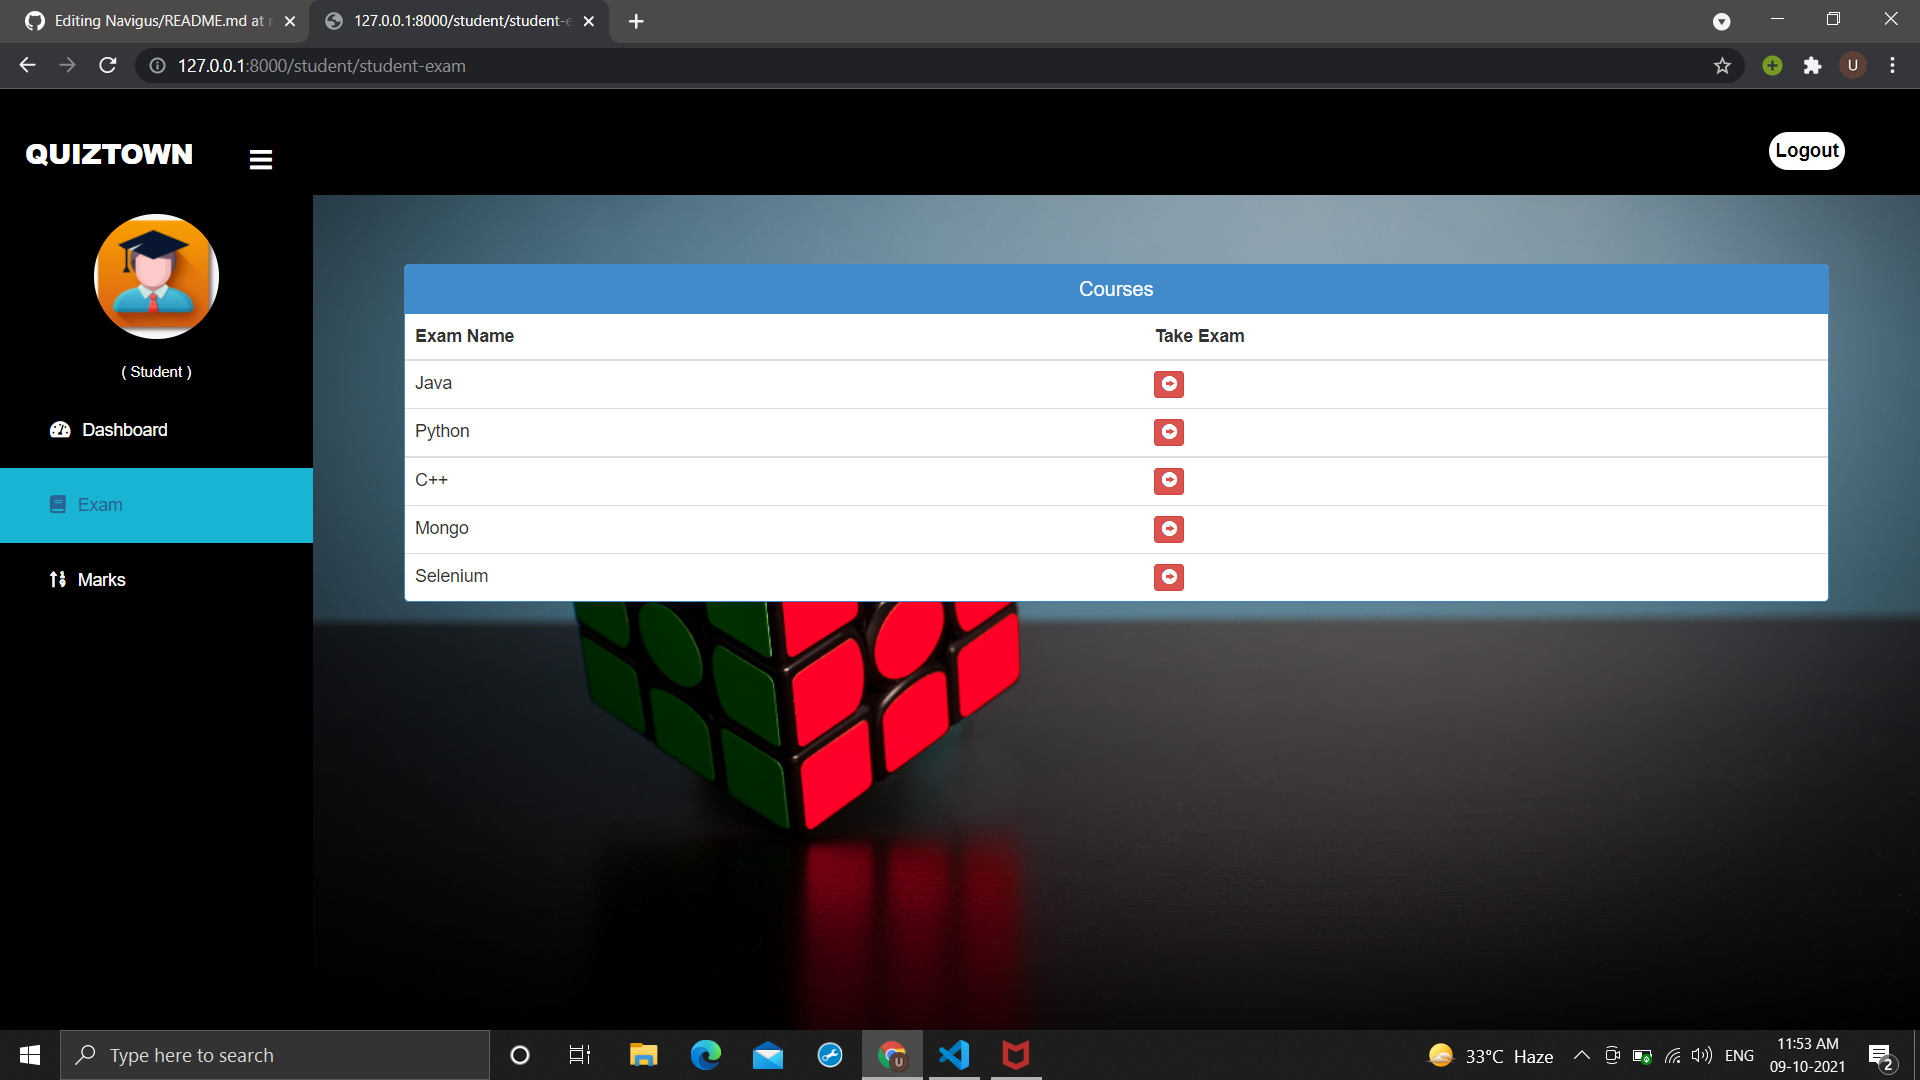 Editing Navigus/README.md at
127.0.0.1:8000/student/student-e
127.0.0.1:8000/student/student-exam
U
QUIZTOWN
Logout
( Student )
Dashboard
Exam
Marks
Courses
Exam Name Take Exam
Java
Python
C++
Mongo
Selenium
Type here to search
U
33°C Haze
ENG
11:53 AM
09-10-2021
2